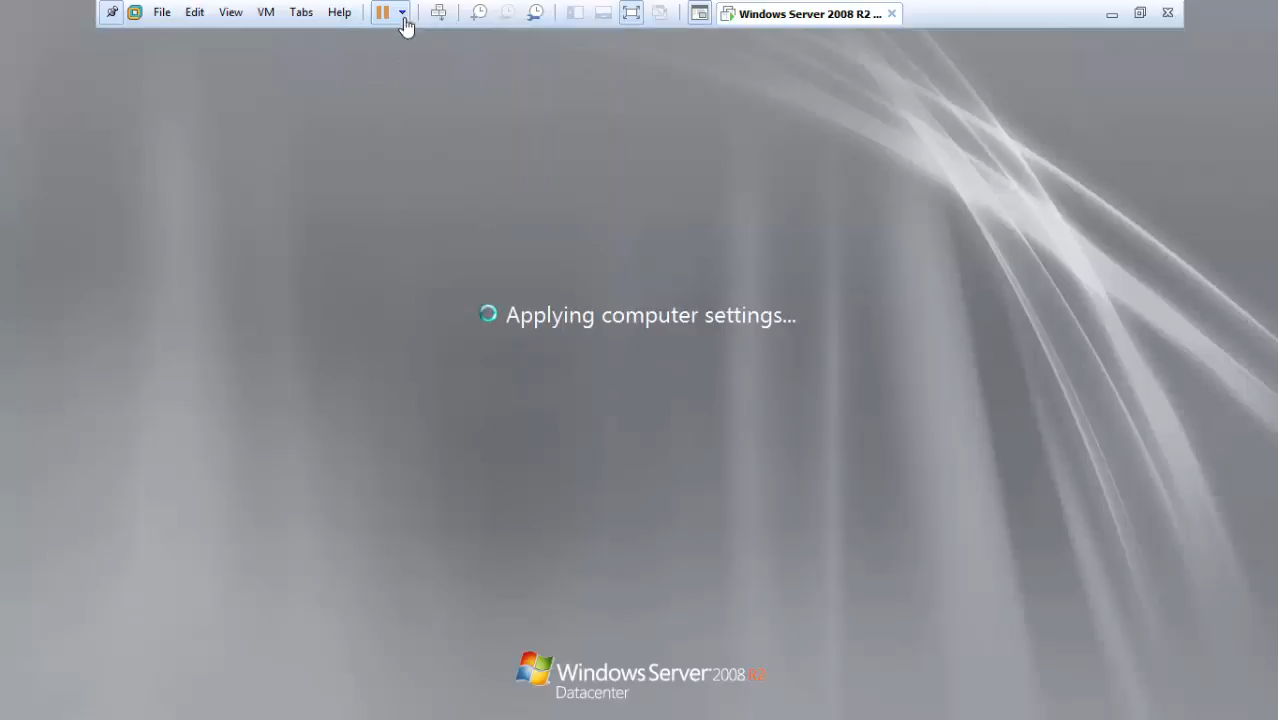 File Edit View VM Tabs Help Windows Server 2008 R2 ...
Applying computer settings...
Windows Server 2008 R2
Datacenter